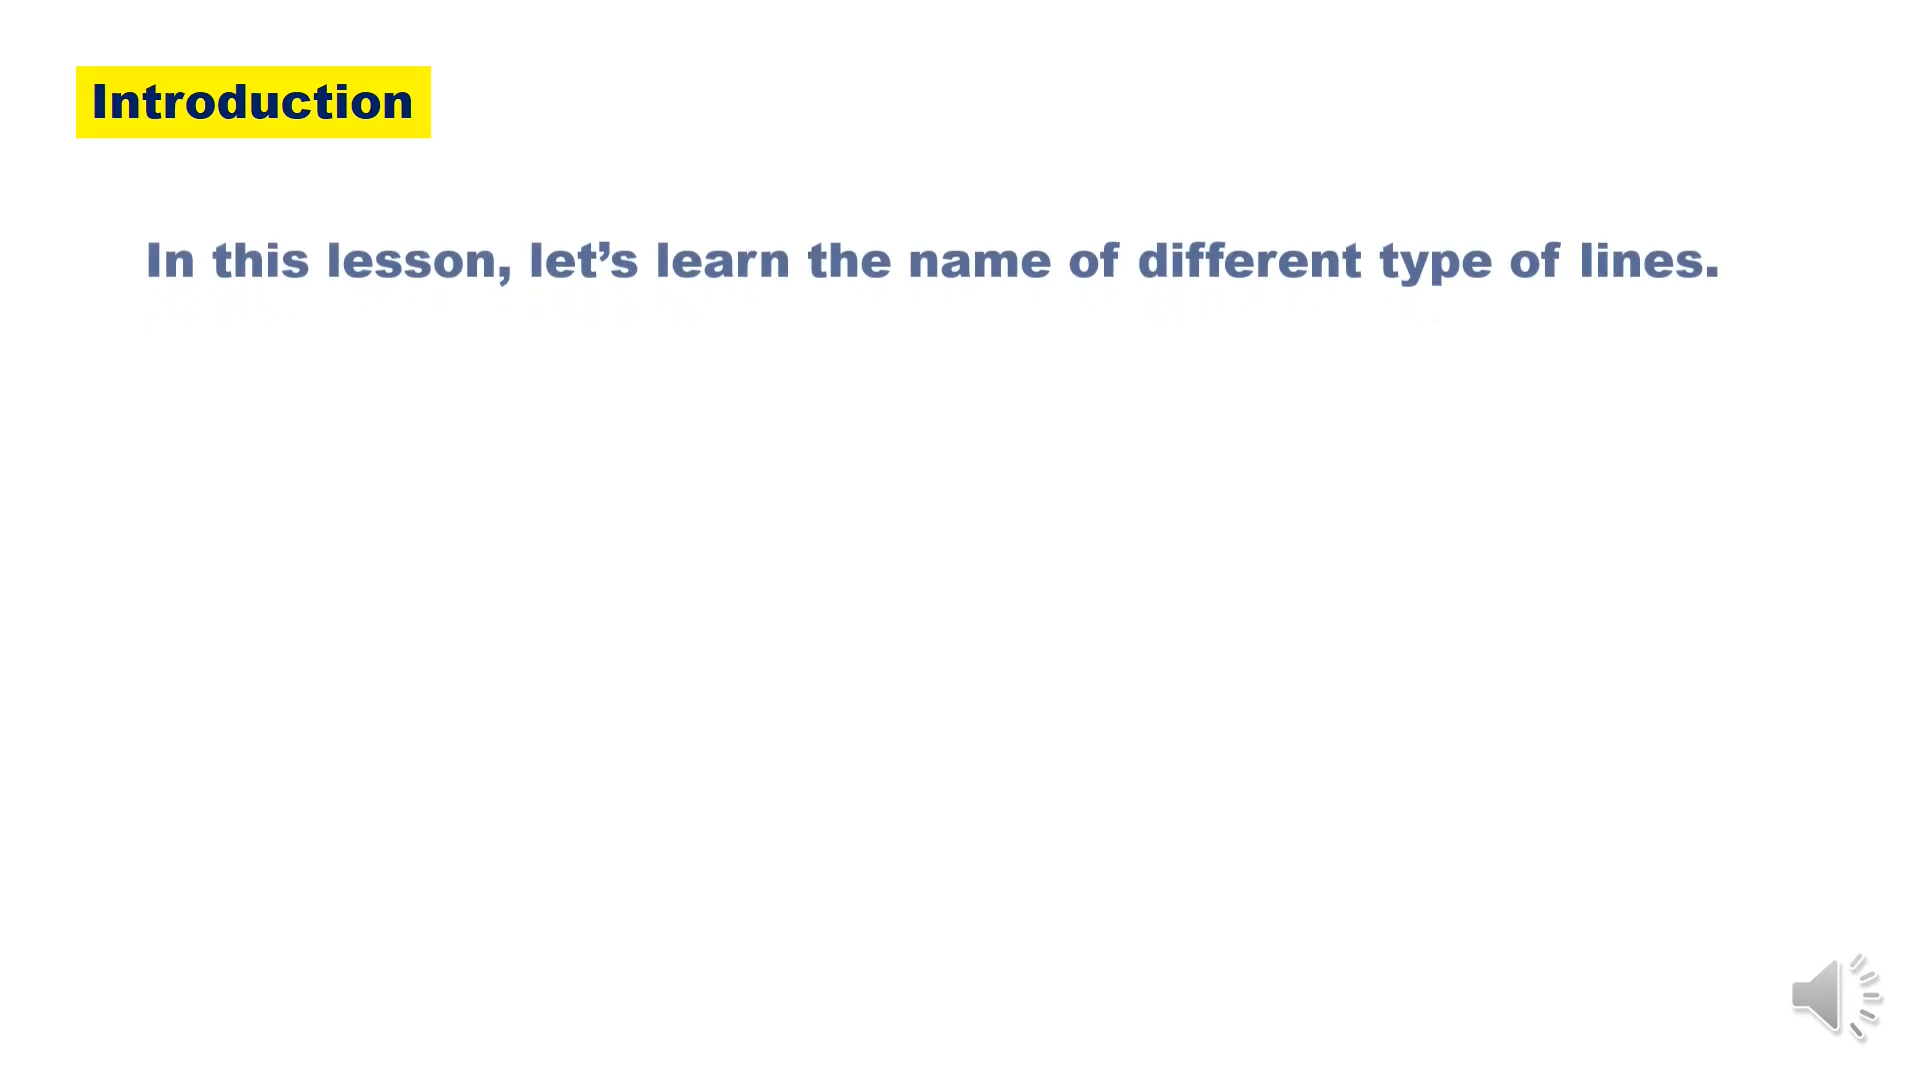 Introduction
In this lesson, let’s learn the name of different type of lines.